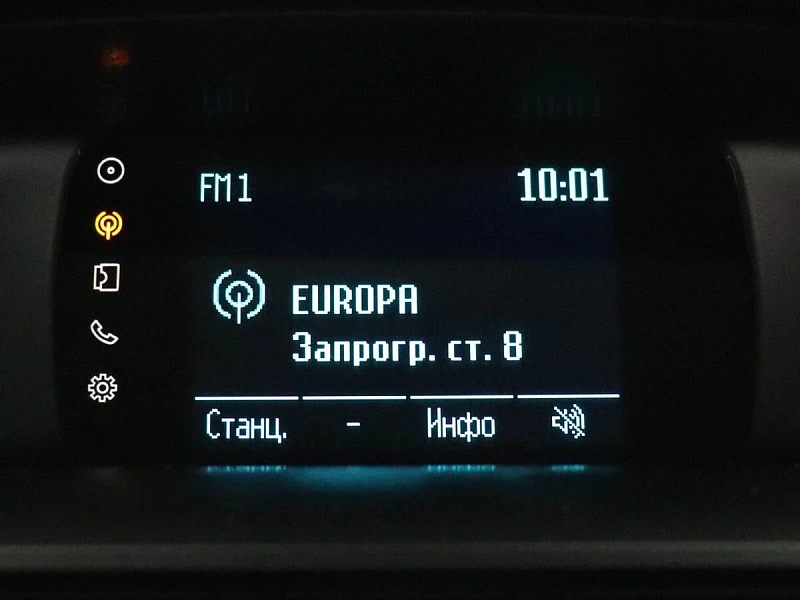 FM1 10:01
EUROPA
Запрогр. ст. 8
Станц. - Инфо